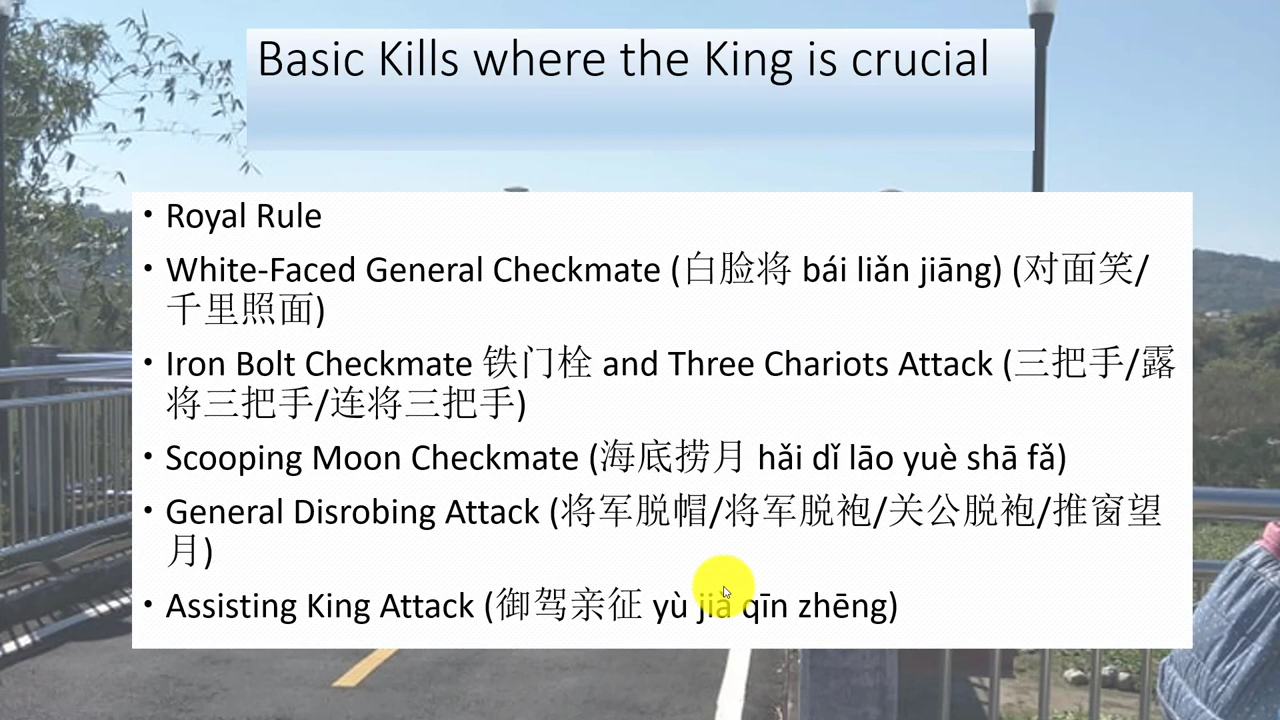 Basic Kills where the King is crucial
• Royal Rule
• White-Faced General Checkmate (白脸将 bái liǎn jiāng) (对面笑/
千里照面)
• Iron Bolt Checkmate 铁门栓 and Three Chariots Attack (三把手/露
将三把手/连将三把手)
• Scooping Moon Checkmate (海底捞月 hǎi dǐ lāo yuè shā fǎ)
• General Disrobing Attack (将军脱帽/将军脱袍/关公脱袍/推窗望
月)
• Assisting King Attack (御驾亲征 yù jià qīn zhēng)